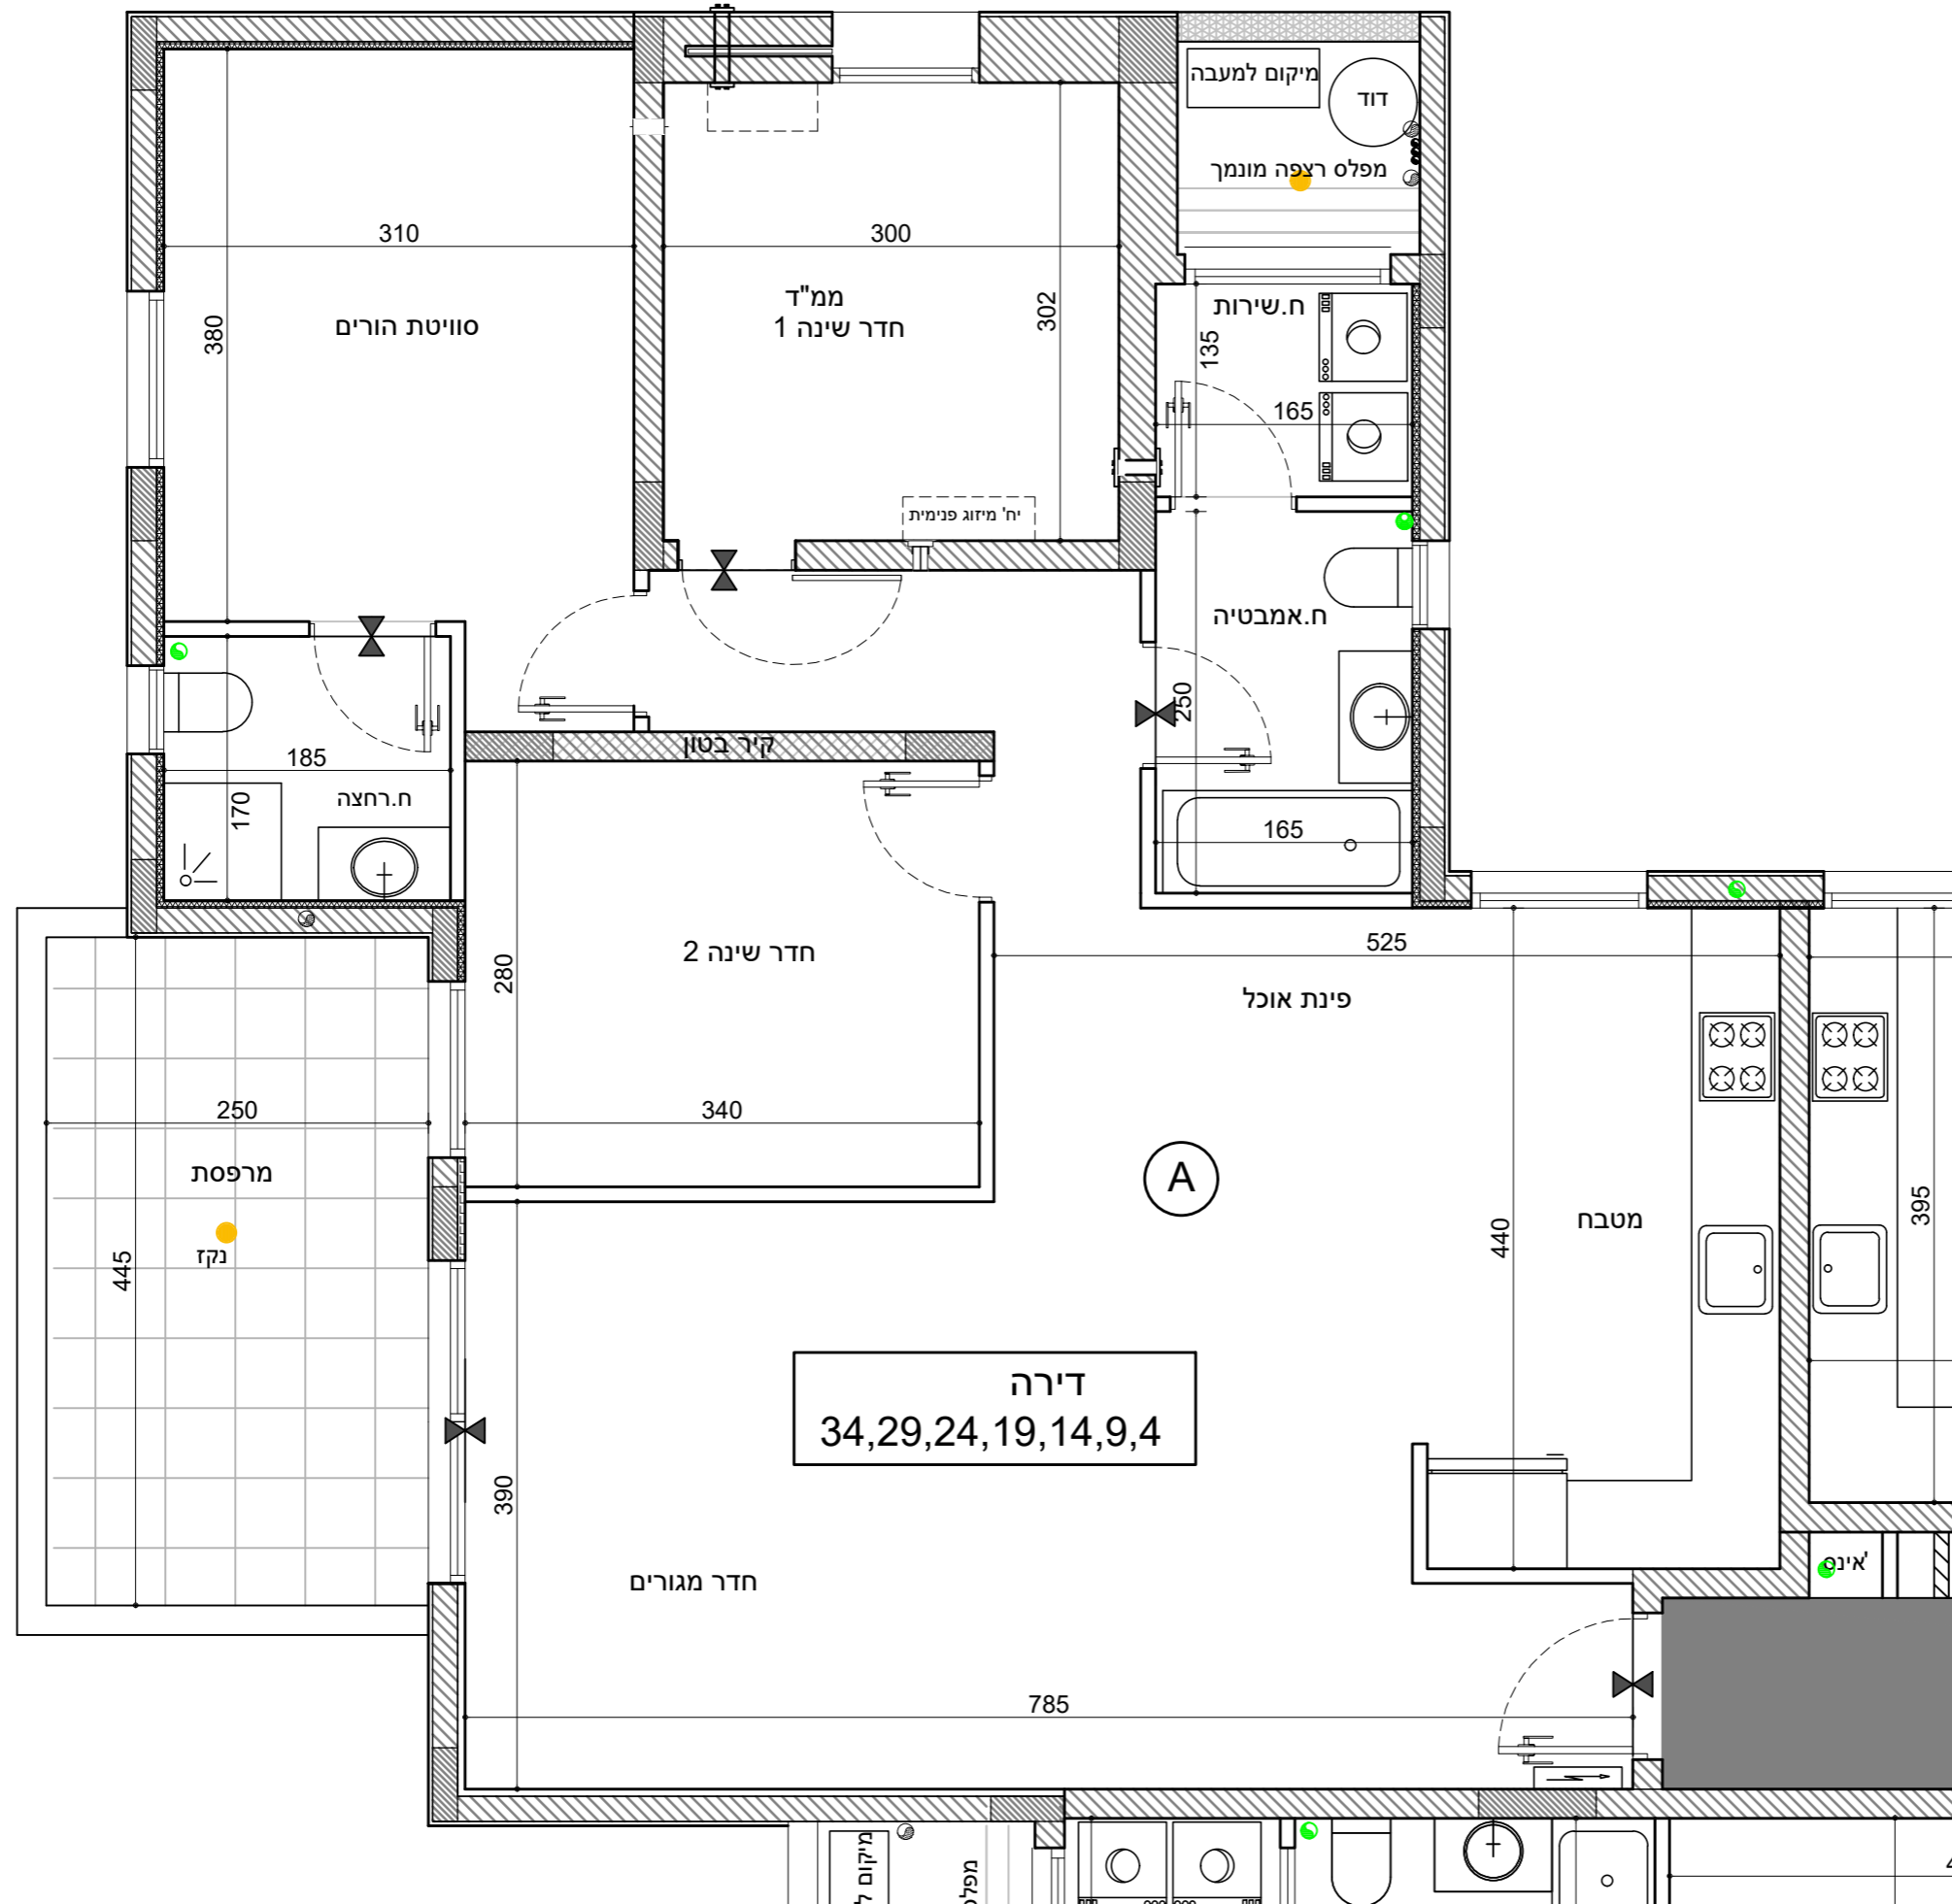 מיקום למעבה
דוד
מפלס רצפה מונמך
310
300
380
סוויטת הורים
ממ"ד
חדר שינה 1
302
ח.שירות
135
165
יח' מיזוג פנימית
ח.אמבטיה
250
קיר בטון
185
170
ח.רחצה
165
חדר שינה 2
280
525
פינת אוכל
250
340
מרפסת
נקז
445
A
440
מטבח
395
דירה
34,29,24,19,14,9,4
390
אינס'
חדר מגורים
785
מיקום ל
מפלס
4